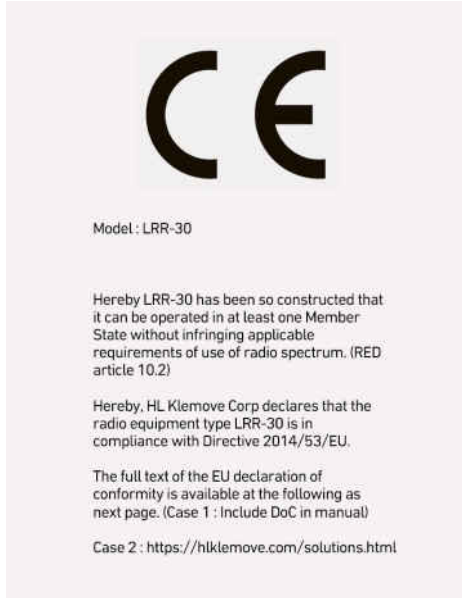 CE
Model : LRR-30
Hereby LRR-30 has been so constructed that
it can be operated in at least one Member
State without infringing applicable
requirements of use of radio spectrum. (RED
article 10.2)
Hereby, HL Klemove Corp declares that the
radio equipment type LRR-30 is in
compliance with Directive 2014/53/EU.
The full text of the EU declaration of
conformity is available at the following as
next page. (Case 1 : Include DoC in manual)
Case 2 : https://hlklemove.com/solutions.html